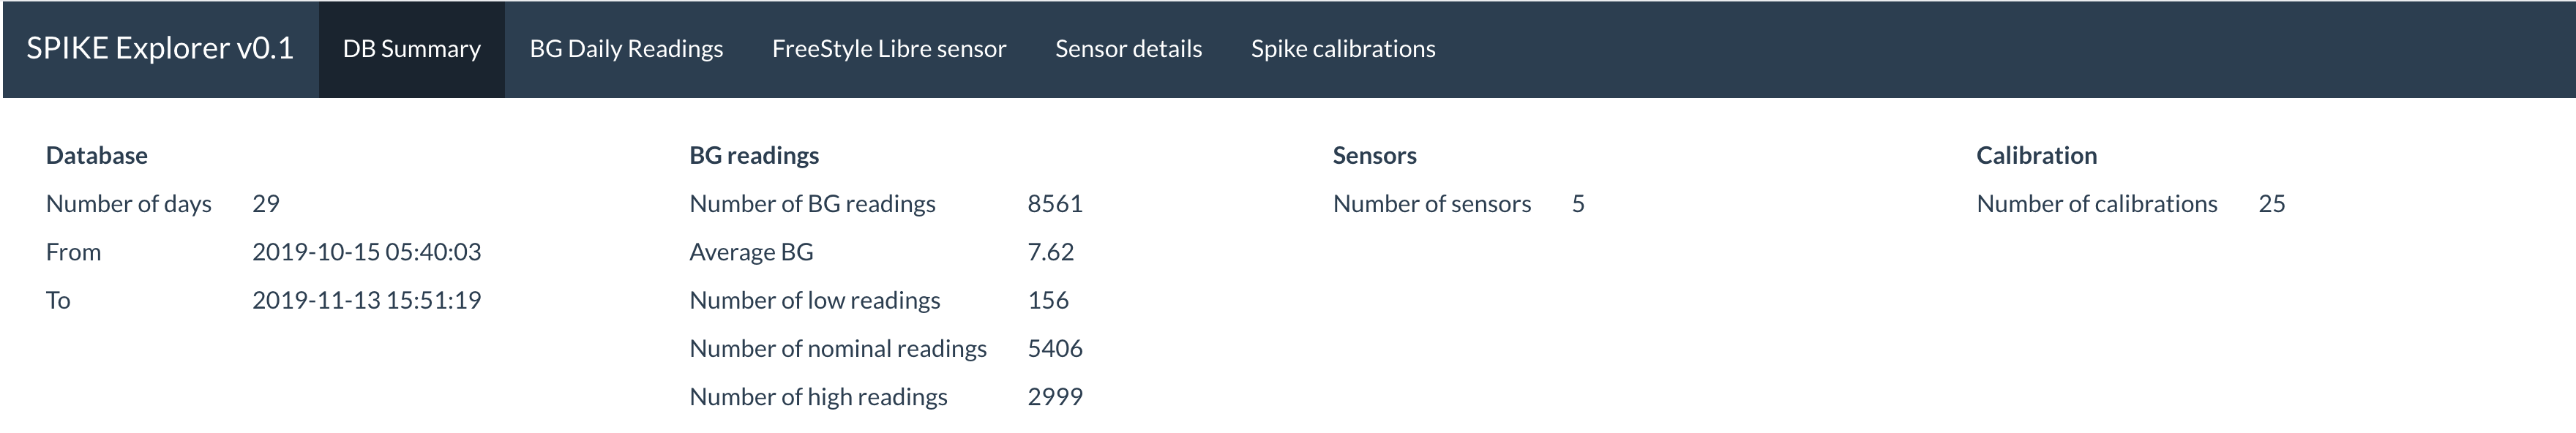 SPIKE Explorer v0.1 DB Summary BG Daily Readings FreeStyle Libre sensor Sensor details Spike calibrations
Database
Number of days 29
From 2019-10-15 05:40:03
To 2019-11-13 15:51:19
BG readings
Number of BG readings 8561
Average BG 7.62
Number of low readings 156
Number of nominal readings 5406
Number of high readings 2999
Sensors
Number of sensors 5
Calibration
Number of calibrations 25